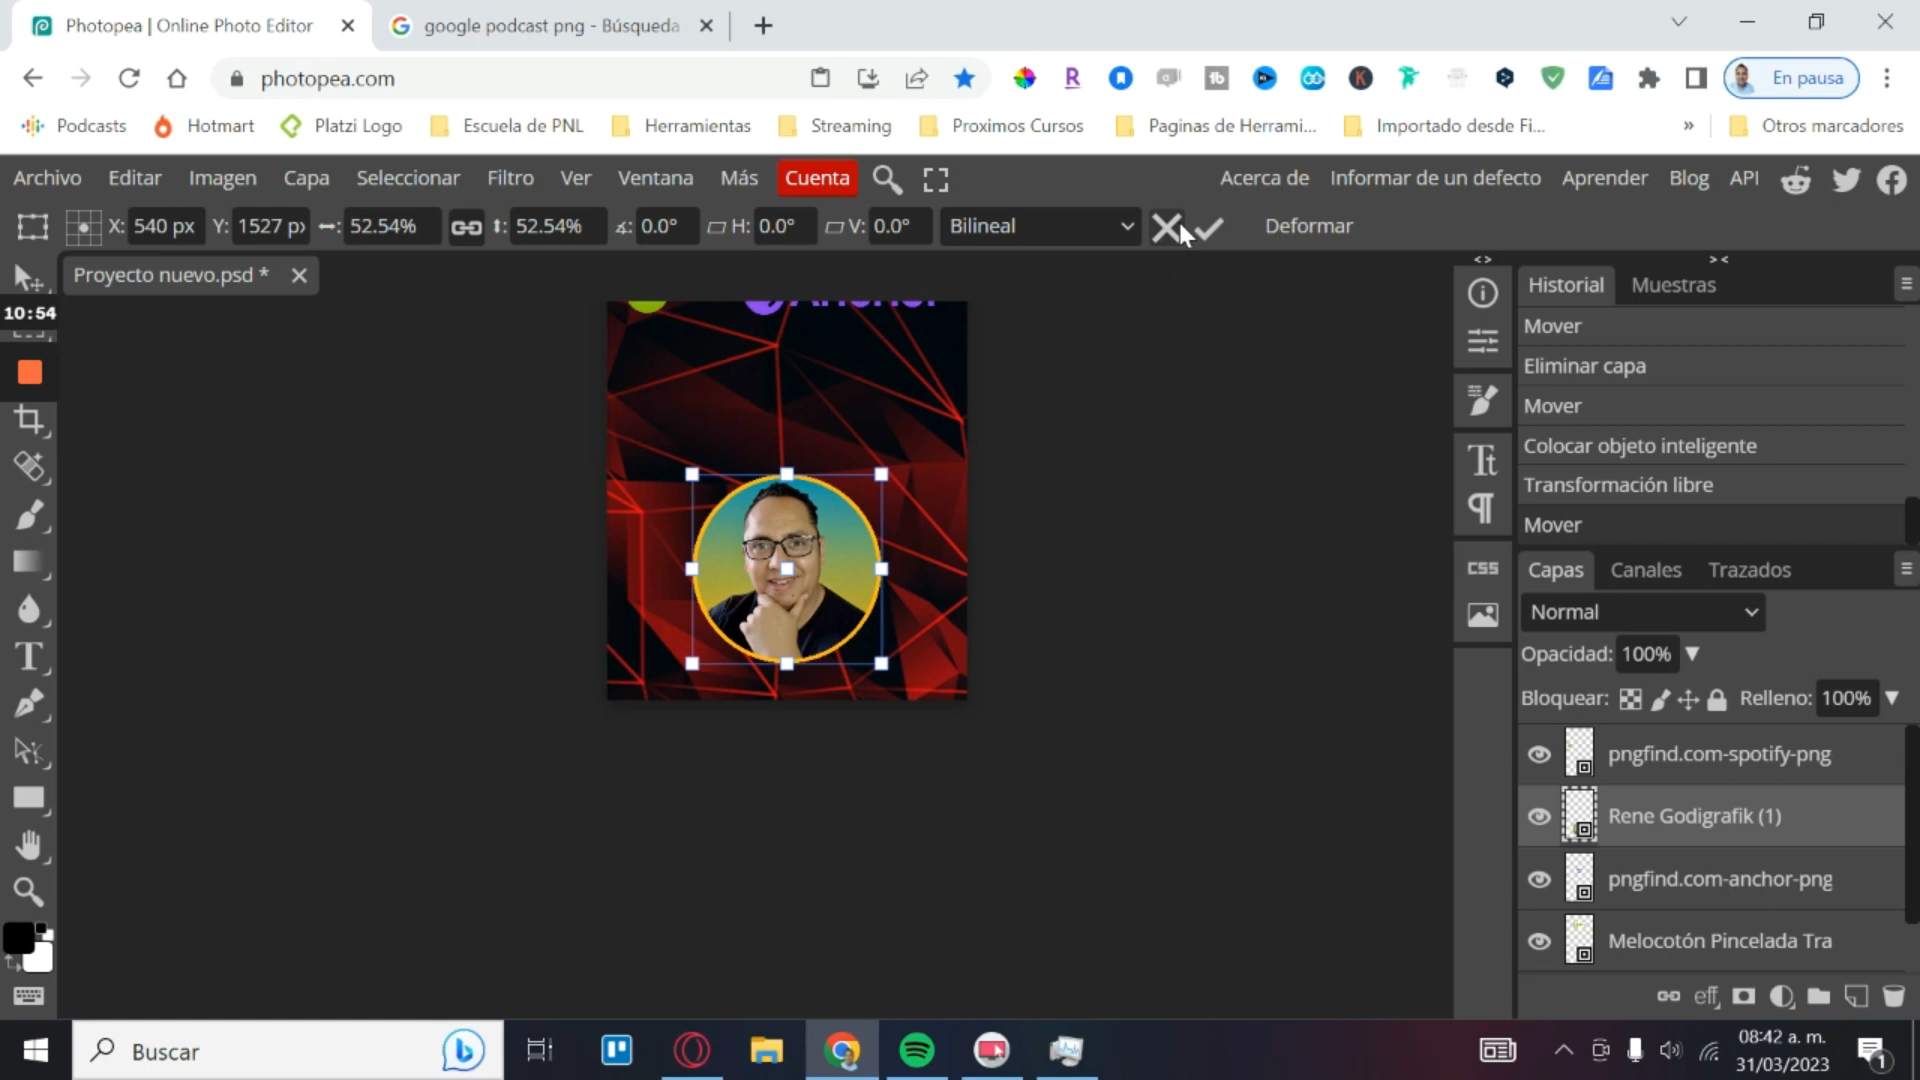 Photopea | Online Photo Editor
google podcast png - Búsqueda
photopea.com
En pausa
Podcasts
Hotmart
Platzi Logo
Escuela de PNL
Herramientas
Streaming
Proximos Cursos
Paginas de Herrami...
Importado desde Fi...
»
Otros marcadores
Archivo
Editar
Imagen
Capa
Seleccionar
Filtro
Ver
Ventana
Más
Cuenta
Acerca de
Informar de un defecto
Aprender
Blog
API
X: 540 px
Y: 1527 p
52.54%
52.54%
0.0°
H: 0.0°
V: 0.0°
Bilineal
Deformar
Proyecto nuevo.psd *
10:54
Historial
Muestras
Mover
Eliminar capa
Mover
Colocar objeto inteligente
Transformación libre
Mover
CSS
Capas
Canales
Trazados
Normal
Opacidad: 100%
Bloquear:
Relleno: 100%
pngfind.com-spotify-png
Rene Godigrafik (1)
pngfind.com-anchor-png
Melocotón Pincelada Tra
eff
Buscar
08:42 a. m.
31/03/2023
1